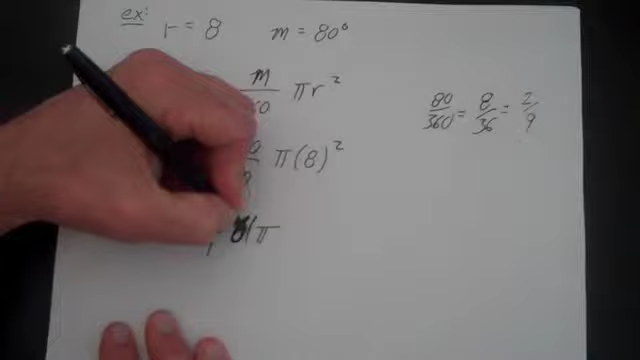 ex: r = 8 m = 80°
m/360 πr²
80/360 = 8/36 = 2/9
π(8)²
π